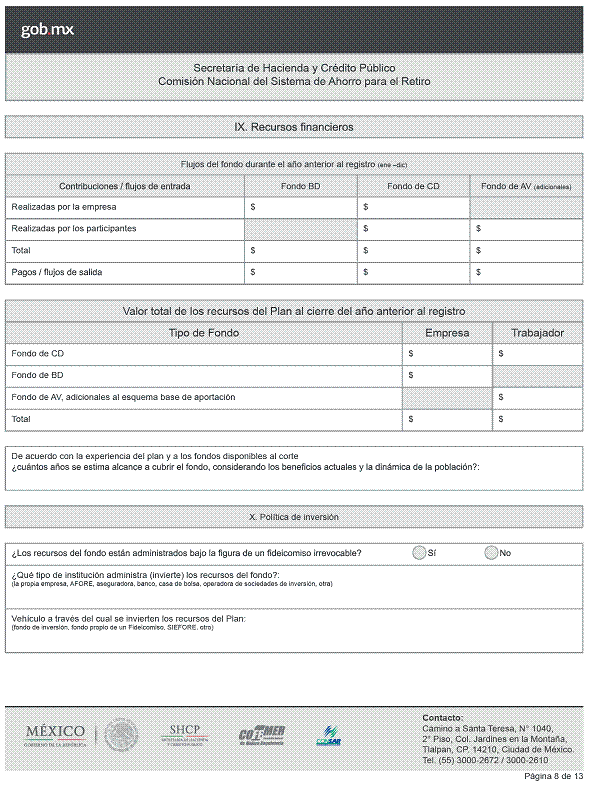 gob.mx
Secretaría de Hacienda y Crédito Público
Comisión Nacional del Sistema de Ahorro para el Retiro
IX. Recursos financieros
Flujos del fondo durante el año anterior al registro (ene –dic)
Contribuciones / flujos de entrada Fondo BD Fondo de CD Fondo de AV (adicionales)
Realizadas por la empresa $ $
Realizadas por los participantes $ $
Total $ $ $
Pagos / flujos de salida $ $ $
Valor total de los recursos del Plan al cierre del año anterior al registro
Tipo de Fondo Empresa Trabajador
Fondo de CD $ $
Fondo de BD $
Fondo de AV, adicionales al esquema base de aportación $
Total $ $
De acuerdo con la experiencia del plan y a los fondos disponibles al corte
¿cuántos años se estima alcance a cubrir el fondo, considerando los beneficios actuales y la dinámica de la población?:
X. Política de inversión
¿Los recursos del fondo están administrados bajo la figura de un fideicomiso irrevocable? Sí No
¿Qué tipo de institución administra (invierte) los recursos del fondo?:
(la propia empresa, AFORE, aseguradora, banco, casa de bolsa, operadora de sociedades de inversión, otra)
Vehículo a través del cual se invierten los recursos del Plan:
(fondo de inversión, fondo propio de un Fideicomiso, SIEFORE, otro)
MÉXICO
GOBIERNO DE LA REPÚBLICA
SHCP
SECRETARÍA DE HACIENDA
Y CRÉDITO PÚBLICO
COFEMER
de Mejora Regulatoria
CONSAR
Contacto:
Camino a Santa Teresa, N° 1040,
2° Piso, Col. Jardines en la Montaña,
Tlalpan, CP. 14210, Ciudad de México.
Tel. (55) 3000-2672 / 3000-2610
Página 8 de 13